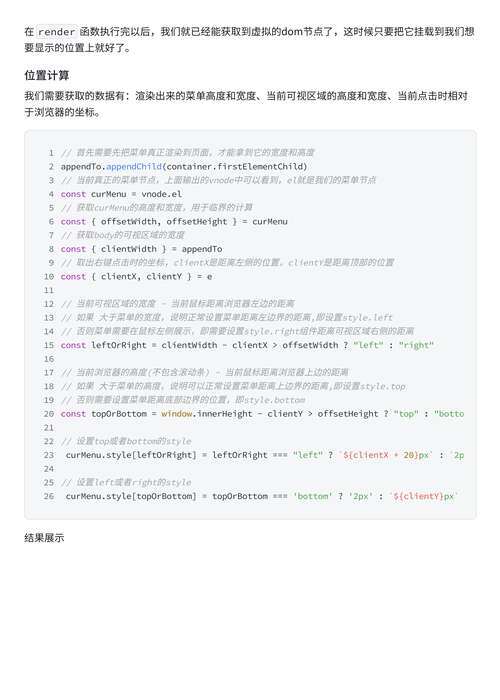 在 render 函数执行完以后，我们就已经能获取到虚拟的dom节点了，这时候只要把它挂载到我们想
要显示的位置上就好了。
位置计算
我们需要获取的数据有：渲染出来的菜单高度和宽度、当前可视区域的高度和宽度、当前点击时相对
于浏览器的坐标。
1 // 首先需要先把菜单真正渲染到页面，才能拿到它的宽度和高度
2 appendTo.appendChild(container.firstElementChild)
3 // 当前真正的菜单节点，上面输出的vnode中可以看到，el就是我们的菜单节点
4 const curMenu = vnode.el
5 // 获取curMenu的高度和宽度，用于临界的计算
6 const { offsetWidth, offsetHeight } = curMenu
7 // 获取body的可视区域的宽度
8 const { clientWidth } = appendTo
9 // 取出右键点击时的坐标，clientX是距离左侧的位置，clientY是距离顶部的位置
10 const { clientX, clientY } = e
11
12 // 当前可视区域的宽度 - 当前鼠标距离浏览器左边的距离
13 // 如果 大于菜单的宽度，说明正常设置菜单距离左边界的距离,即设置style.left
14 // 否则菜单需要在鼠标左侧展示，即需要设置style.right组件距离可视区域右侧的距离
15 const leftOrRight = clientWidth - clientX > offsetWidth ? "left" : "right"
16
17 // 当前浏览器的高度(不包含滚动条) - 当前鼠标距离浏览器上边的距离
18 // 如果 大于菜单的高度，说明可以正常设置菜单距离上边界的距离,即设置style.top
19 // 否则需要设置菜单距离底部边界的位置，即style.bottom
20 const topOrBottom = window.innerHeight - clientY > offsetHeight ? "top" : "botto
21
22 // 设置top或者bottom的style
23 curMenu.style[leftOrRight] = leftOrRight === "left" ? `${clientX + 20}px` : `2p
24
25 // 设置left或者right的style
26 curMenu.style[topOrBottom] = topOrBottom === 'bottom' ? '2px' : `${clientY}px`
结果展示